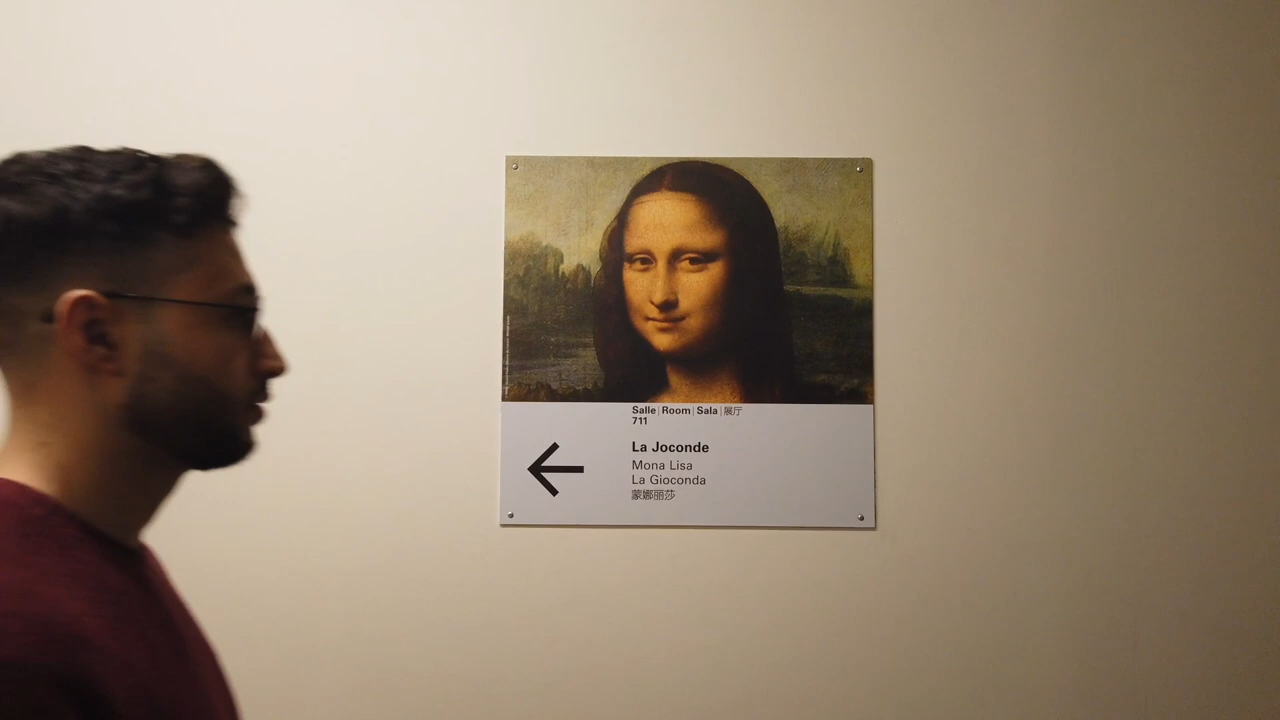 Salle | Room | Sala | 展厅
711
La Joconde
Mona Lisa
La Gioconda
蒙娜丽莎